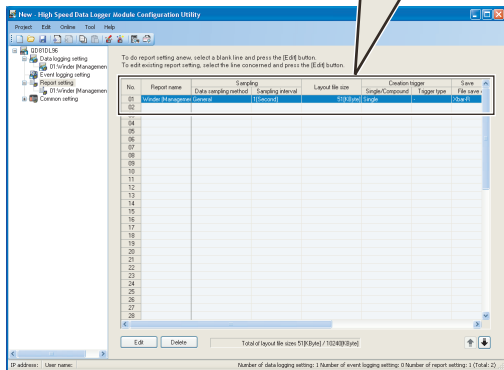 New - High Speed Data Logger Module Configuration Utility
Project Edit Online Tool Help
QD81DL96
Data logging setting
01:Winder (Managemen
Event logging setting
Report setting
01:Winder (Managemen
Common setting
To do report setting anew, select a blank line and press the [Edit] button.
To edit existing report setting, select the line concerned and press the [Edit] button.
No. Report name Sampling Layout file size Creation trigger Save
Data sampling method Sampling interval Single/Compound Trigger type File save
01 Winder (Managemen General 1[Second] 51[KByte] Single - Xbar-R
02
03
04
05
06
07
08
09
10
11
12
13
14
15
16
17
18
19
20
21
22
23
24
25
26
27
28
Edit Delete Total of layout file sizes 51[KByte] / 10240[KByte]
IP address: User name: Number of data logging setting: 1 Number of event logging setting: 0 Number of report setting: 1 (Total: 2)